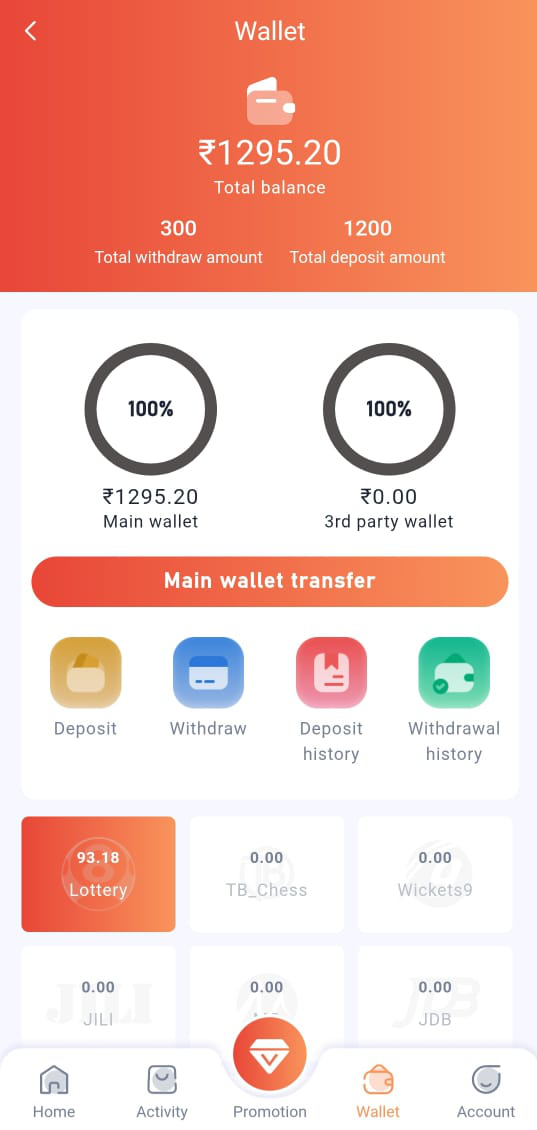 Wallet
₹1295.20
Total balance
300 1200
Total withdraw amount Total deposit amount
100% 100%
₹1295.20 ₹0.00
Main wallet 3rd party wallet
Main wallet transfer
Deposit Withdraw Deposit Withdrawal
history history
93.18 0.00 0.00
Lottery TB_Chess Wickets9
0.00 0.00 0.00
JILI JDB
Home Activity Promotion Wallet Account